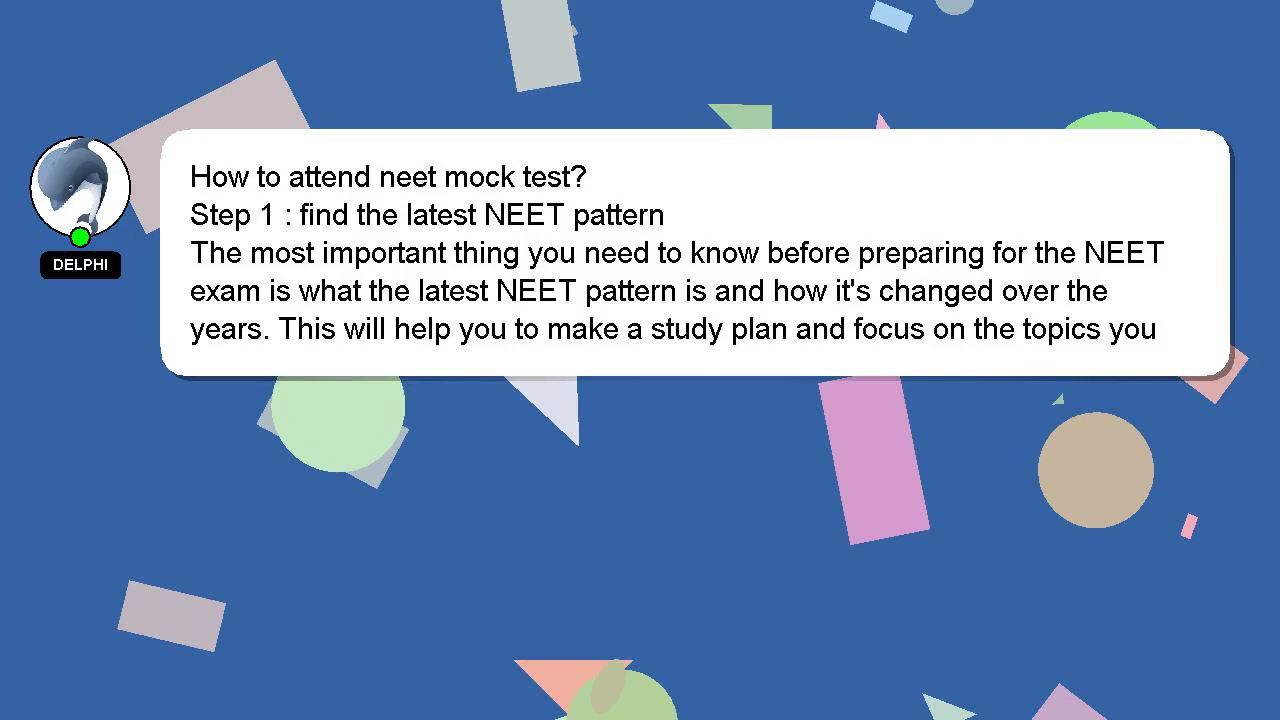 DELPHI
How to attend neet mock test?
Step 1 : find the latest NEET pattern
The most important thing you need to know before preparing for the NEET
exam is what the latest NEET pattern is and how it's changed over the
years. This will help you to make a study plan and focus on the topics you